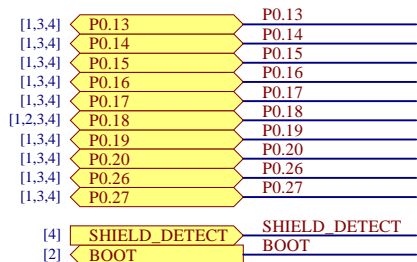 [1,3,4] P0.13 P0.13
[1,3,4] P0.14 P0.14
[1,3,4] P0.15 P0.15
[1,3,4] P0.16 P0.16
[1,3,4] P0.17 P0.17
[1,2,3,4] P0.18 P0.18
[1,3,4] P0.19 P0.19
[1,3,4] P0.20 P0.20
[1,3,4] P0.26 P0.26
[1,3,4] P0.27 P0.27
[4] SHIELD_DETECT SHIELD_DETECT
[2] BOOT BOOT